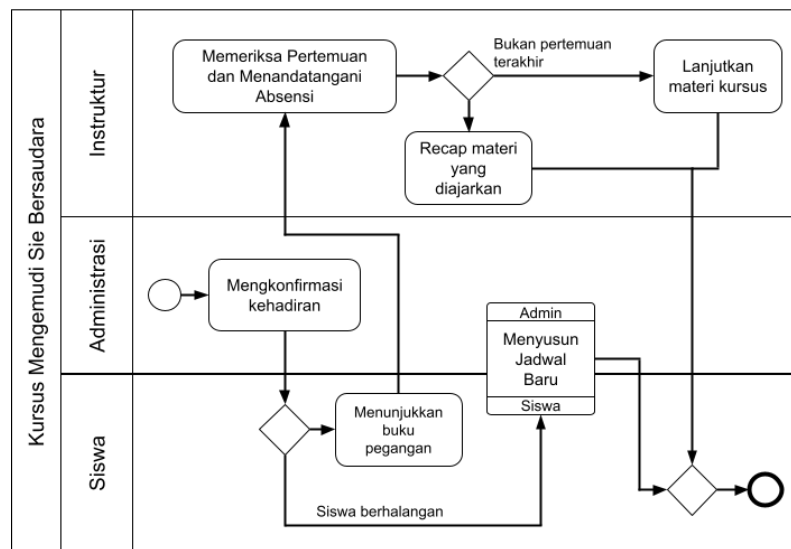 Kursus Mengemudi Sie Bersaudara
Instruktur
Memeriksa Pertemuan
dan Menandatangani
Absensi
Bukan pertemuan
terakhir
Lanjutkan
materi kursus
Recap materi
yang
diajarkan
Administrasi
Mengkonfirmasi
kehadiran
Admin
Menyusun
Jadwal
Baru
Siswa
Siswa
Menunjukkan
buku
pegangan
Siswa berhalangan